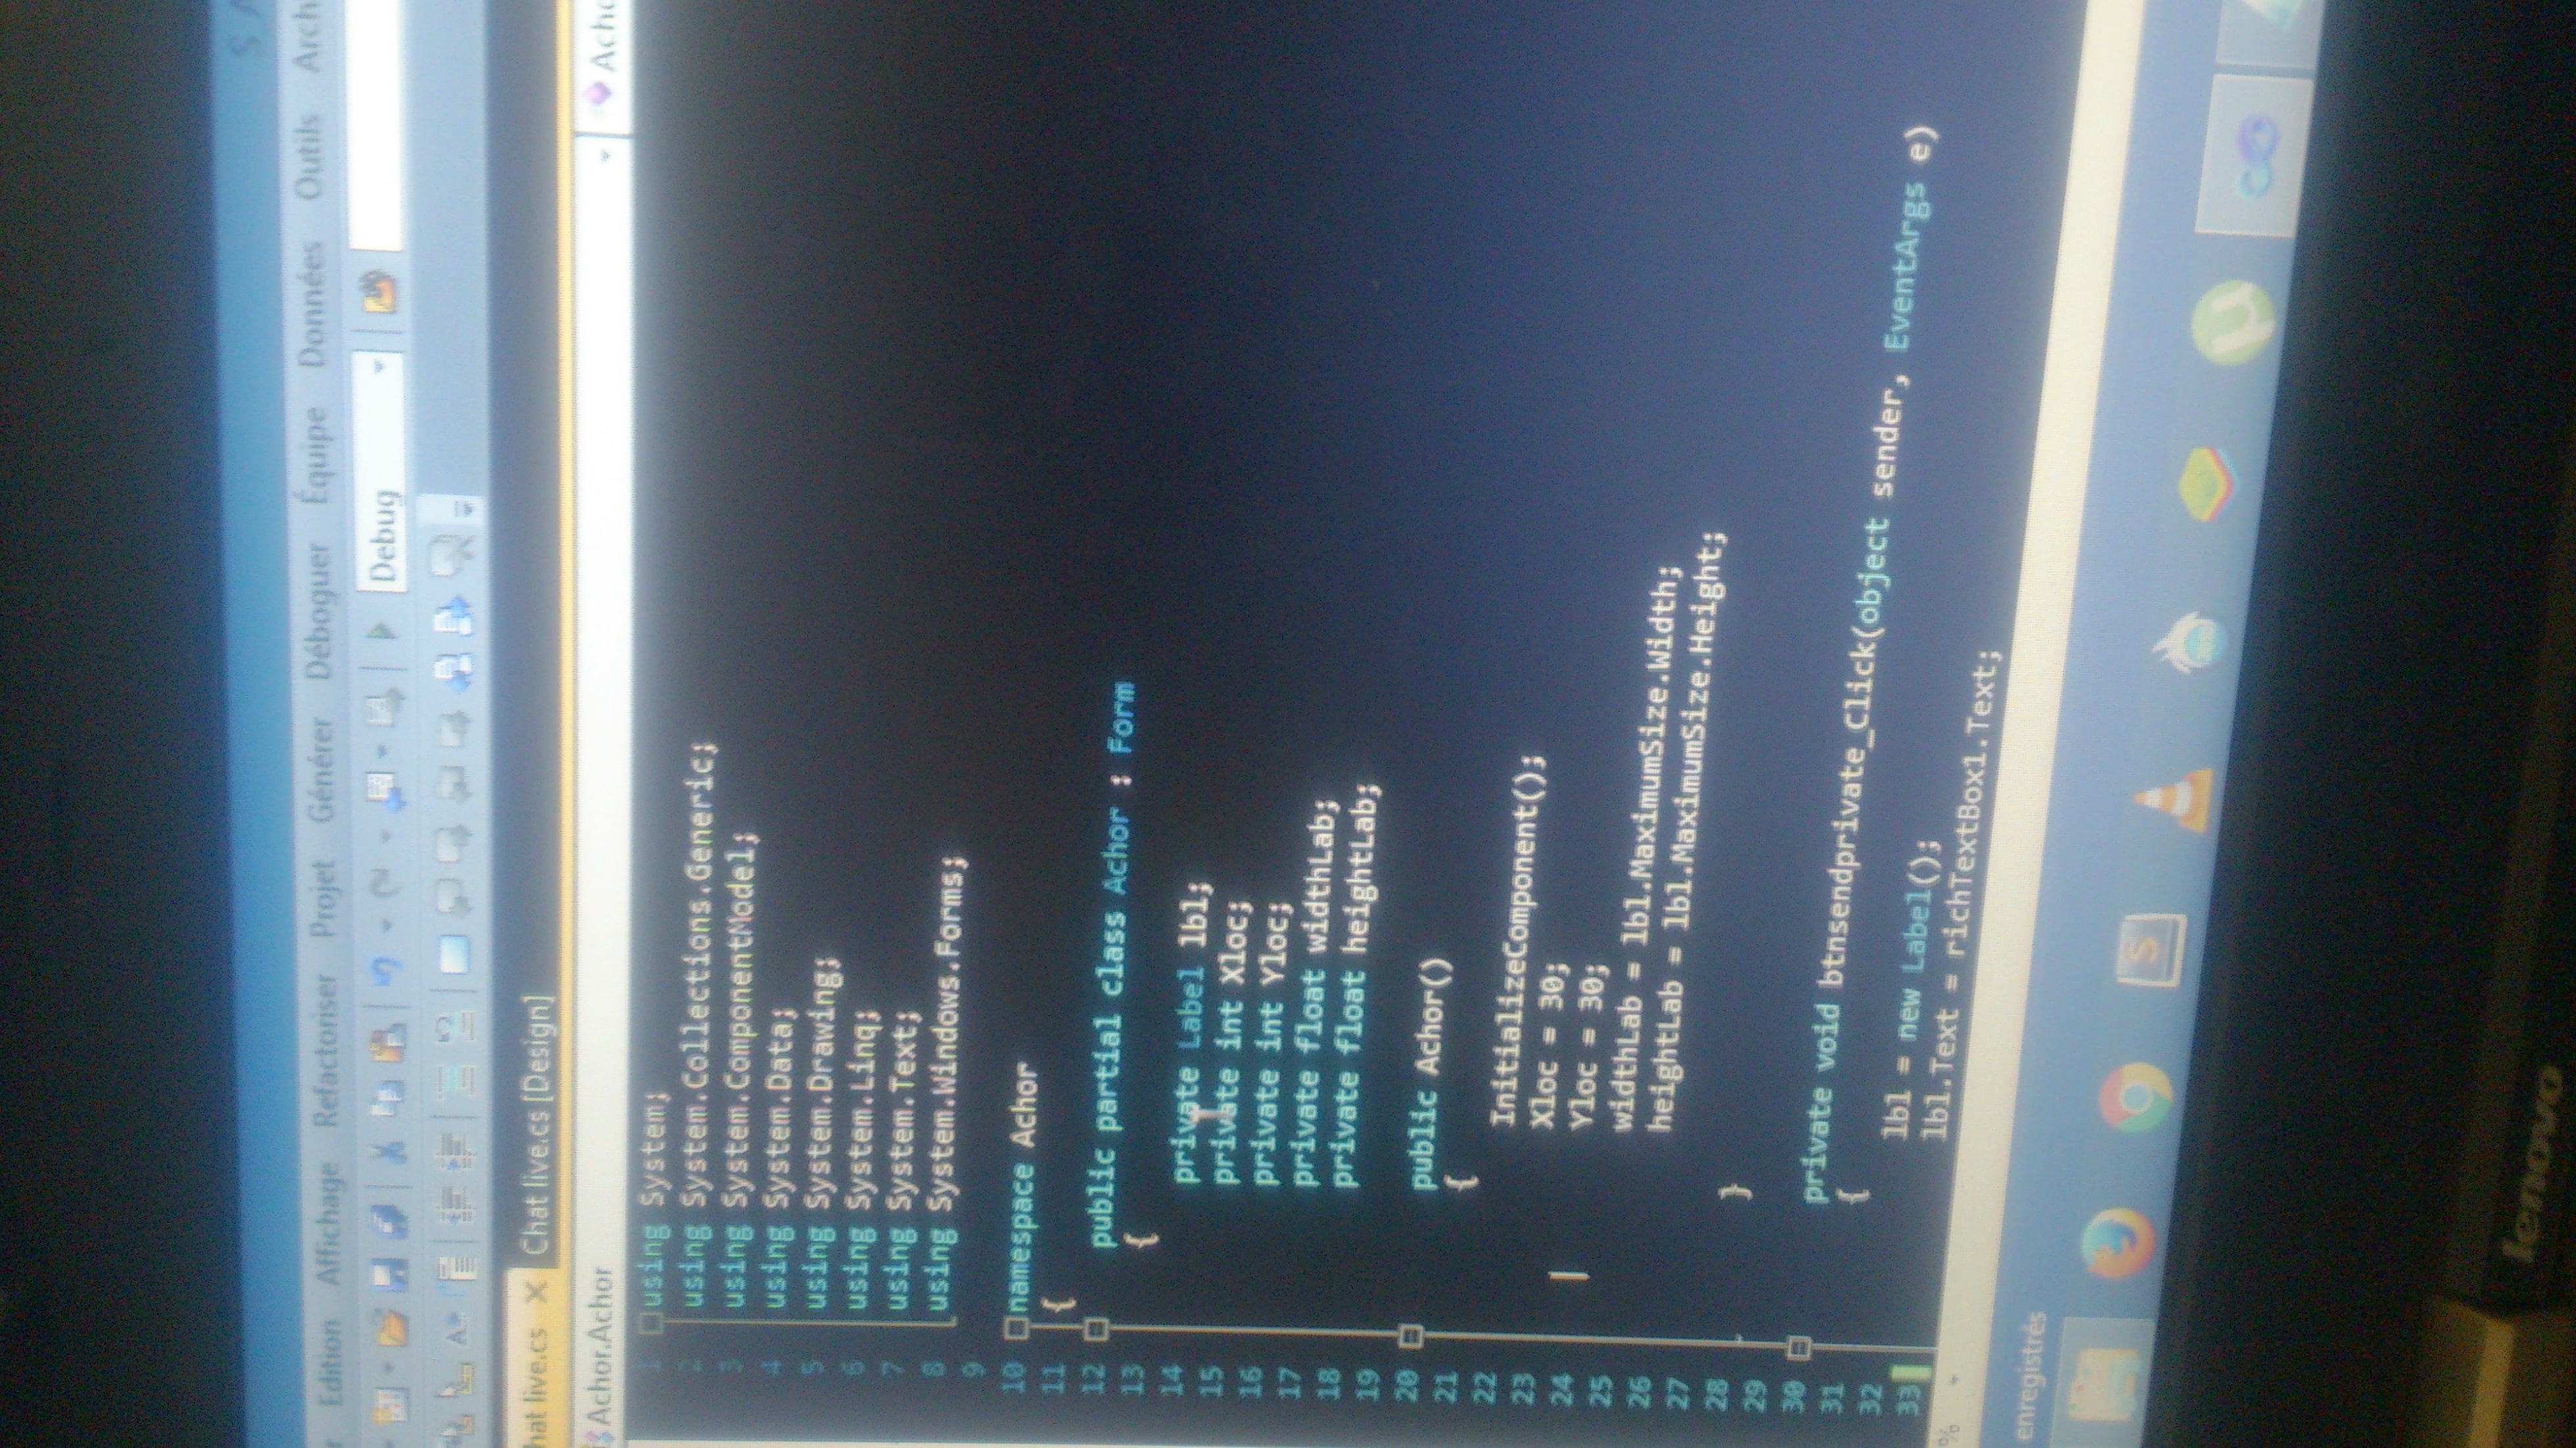 S A
r Edition Affichage Refactoriser Projet Générer Déboguer Équipe Données Outils Arch
Debug
hat live.cs Chat live.cs [Design]
Achor.Achor Acho
1 using System;
2 using System.Collections.Generic;
3 using System.ComponentModel;
4 using System.Data;
5 using System.Drawing;
6 using System.Linq;
7 using System.Text;
8 using System.Windows.Forms;
9
10 namespace Achor
11 {
12 public partial class Achor : Form
13 {
14 private Label lbl;
15 private int Xloc;
16 private int Yloc;
17 private float widthLab;
18 private float heightLab;
19
20 public Achor()
21 {
22 InitializeComponent();
23 Xloc = 30;
24 Yloc = 30;
25 widthLab = lbl.MaximumSize.Width;
26 heightLab = lbl.MaximumSize.Height;
27
28 }
29
30 private void btnsendprivate_Click(object sender, EventArgs e)
31 {
32 lbl = new Label();
33 lbl.Text = richTextBox1.Text;
%
enregistrés
S
µ
lenovo